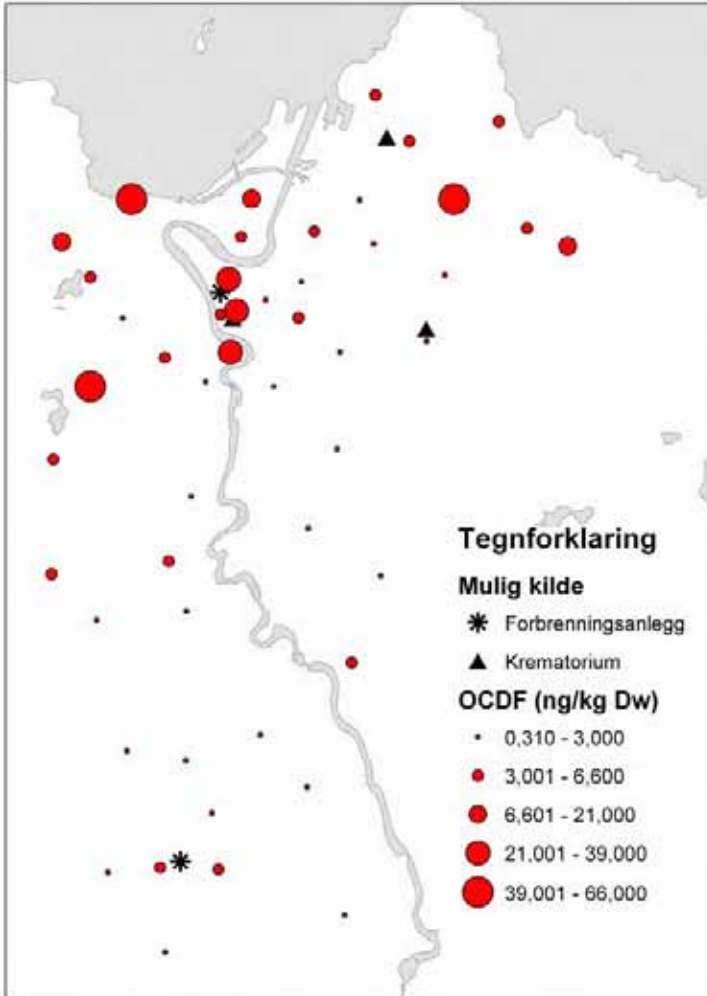 Tegnforklaring
Mulig kilde
Forbrenningsanlegg
Krematorium
OCDF (ng/kg Dw)
0,310 - 3,000
3,001 - 6,600
6,601 - 21,000
21,001 - 39,000
39,001 - 66,000